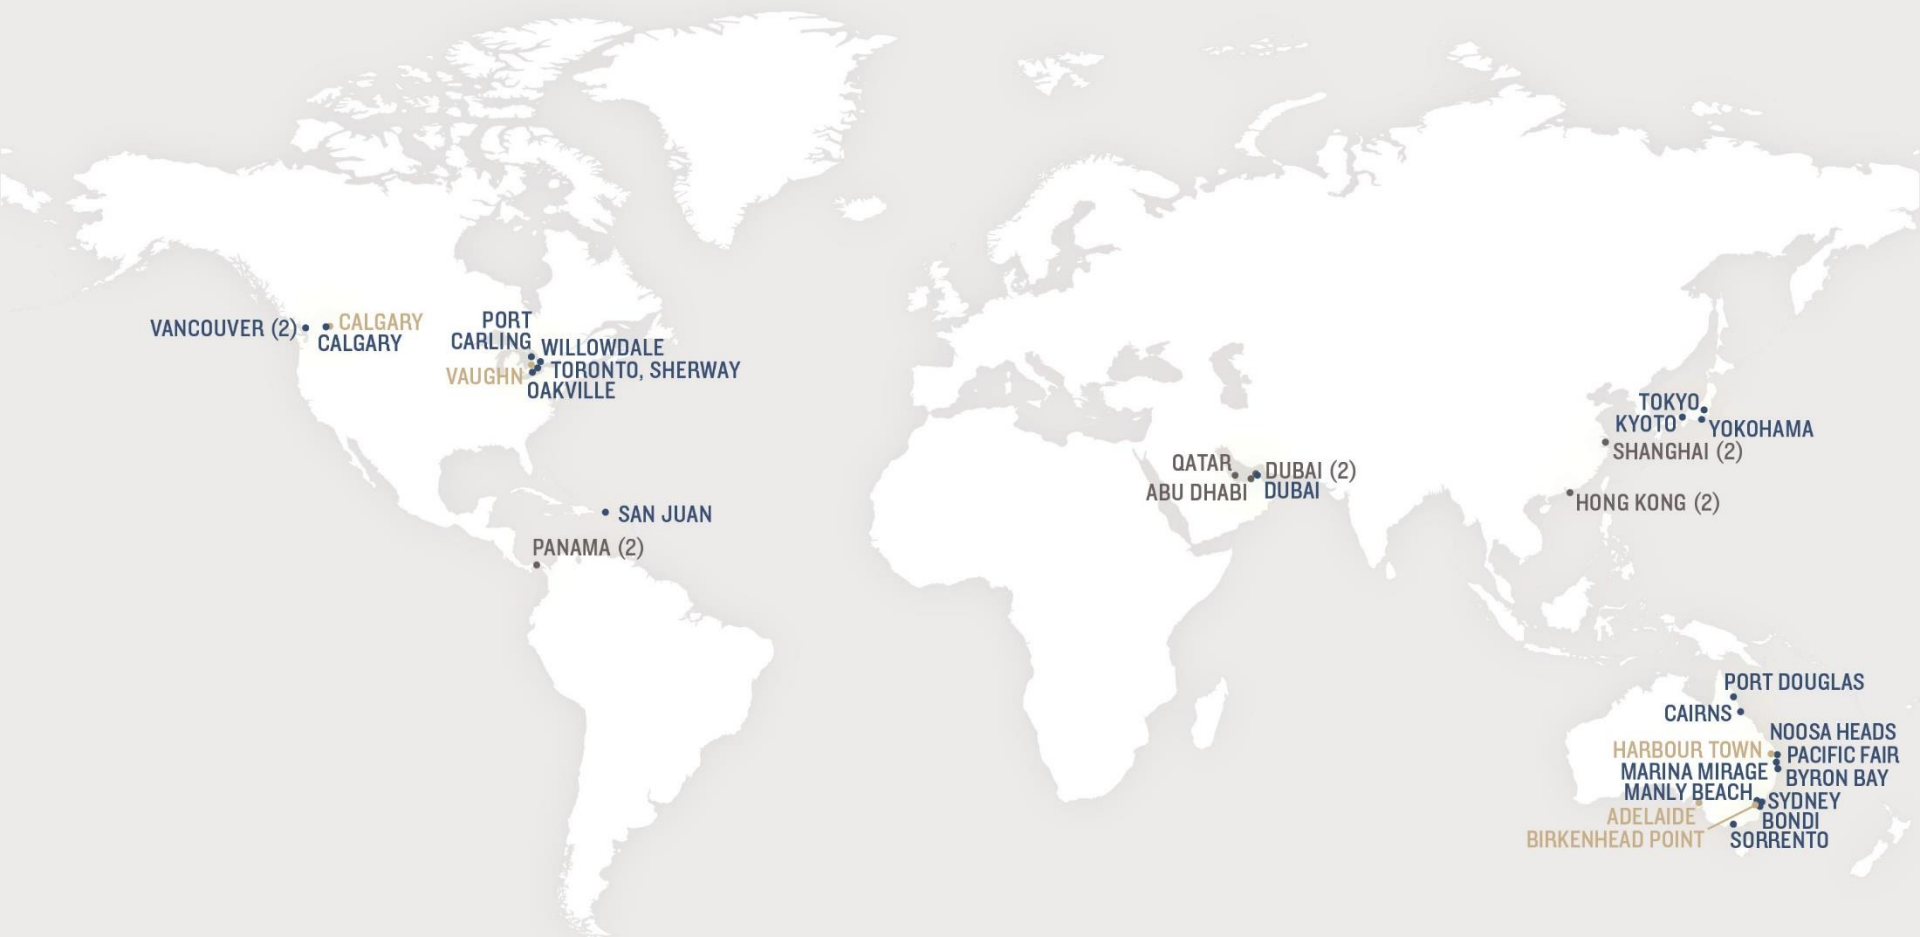 VANCOUVER (2)
CALGARY
CALGARY
PORT
CARLING
WILLOWDALE
TORONTO, SHERWAY
VAUGHN
OAKVILLE
SAN JUAN
PANAMA (2)
QATAR
ABU DHABI
DUBAI (2)
DUBAI
TOKYO
KYOTO
YOKOHAMA
SHANGHAI (2)
HONG KONG (2)
PORT DOUGLAS
CAIRNS
NOOSA HEADS
HARBOUR TOWN
PACIFIC FAIR
MARINA MIRAGE
BYRON BAY
MANLY BEACH
SYDNEY
ADELAIDE
BONDI
BIRKENHEAD POINT
SORRENTO